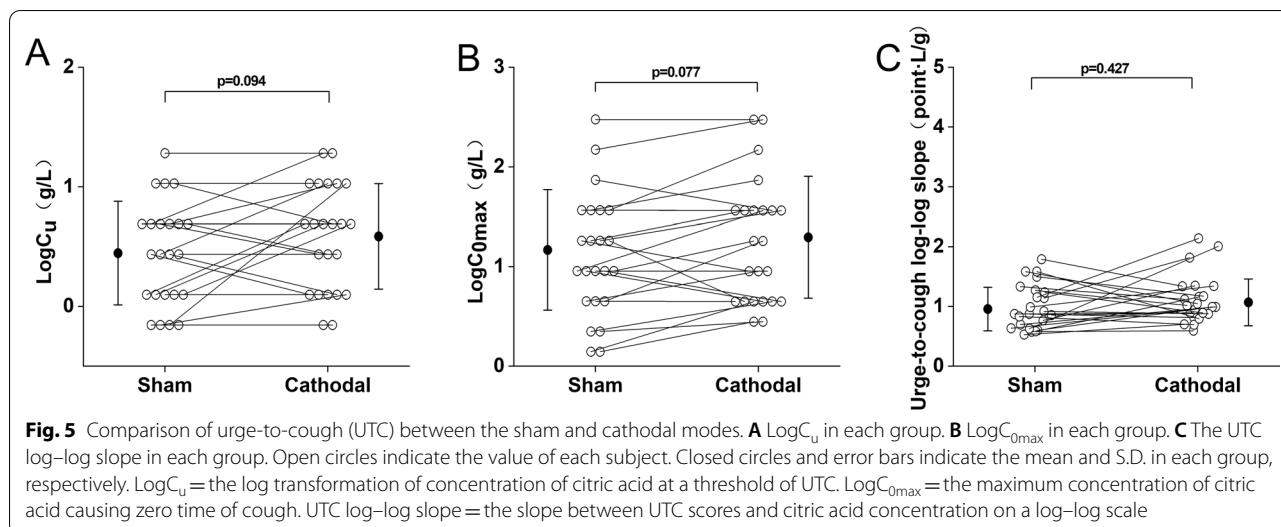 A
B
C
2
1
0
LogCu (g/L)
p=0.094
Sham
Cathodal
3
2
1
0
LogC0max (g/L)
p=0.077
Sham
Cathodal
5
4
3
2
1
0
Urge-to-cough log-log slope (point·L/g)
p=0.427
Sham
Cathodal
Fig. 5 Comparison of urge-to-cough (UTC) between the sham and cathodal modes. A LogCu in each group. B LogC0max in each group. C The UTC
log–log slope in each group. Open circles indicate the value of each subject. Closed circles and error bars indicate the mean and S.D. in each group,
respectively. LogCu = the log transformation of concentration of citric acid at a threshold of UTC. LogC0max = the maximum concentration of citric
acid causing zero time of cough. UTC log–log slope = the slope between UTC scores and citric acid concentration on a log–log scale